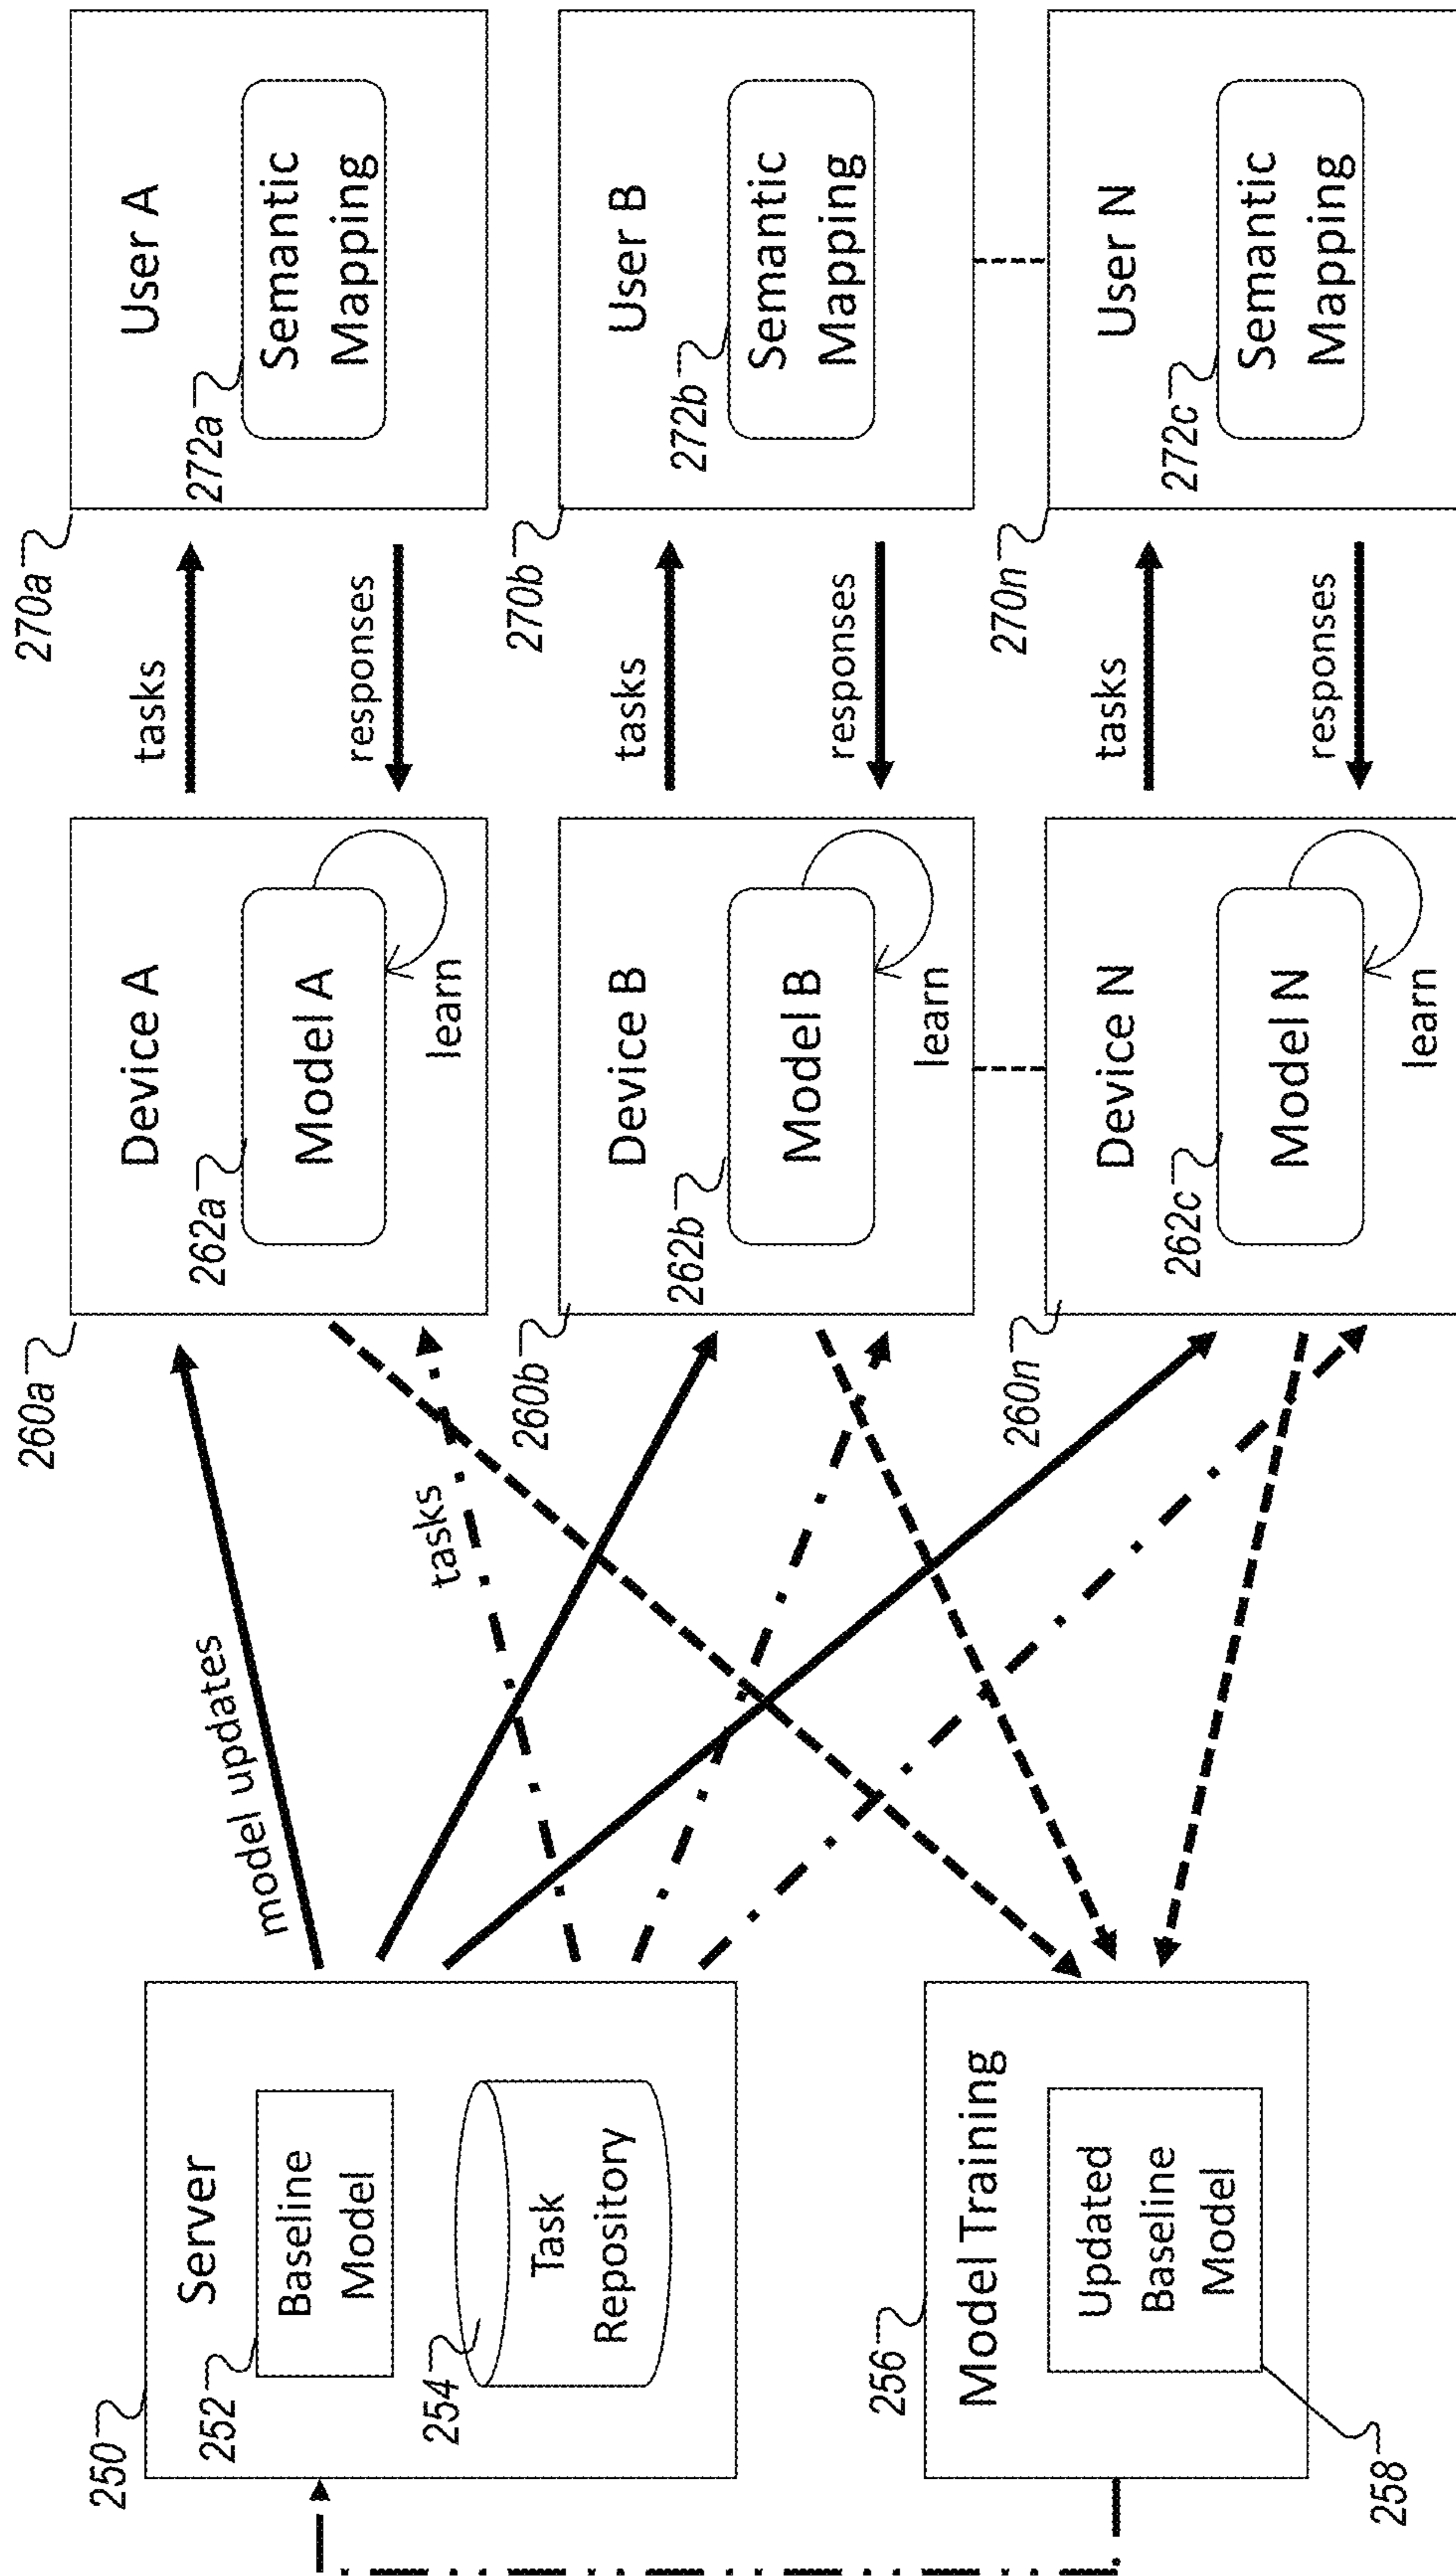 250
Server
252
Baseline
Model
254
Task
Repository
256
Model Training
Updated
Baseline
Model
258
model updates
tasks
260a
Device A
262a
Model A
learn
260b
Device B
262b
Model B
learn
260n
Device N
262c
Model N
learn
tasks
responses
tasks
responses
tasks
responses
270a
User A
272a
Semantic
Mapping
270b
User B
272b
Semantic
Mapping
270n
User N
272c
Semantic
Mapping